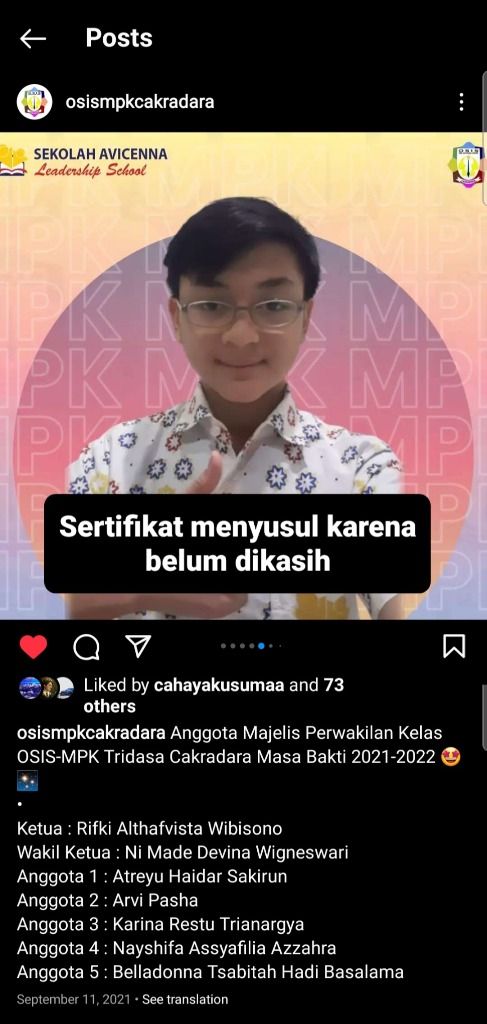 Posts
osismpkcakradara
SEKOLAH AVICENNA
Leadership School
MPK MPK MPK
Sertifikat menyusul karena
belum dikasih
Liked by cahayakusumaa and 73
others
osismpkcakradara Anggota Majelis Perwakilan Kelas
OSIS-MPK Tridasa Cakradara Masa Bakti 2021-2022 🤩
🎇
•
Ketua : Rifki Althafvista Wibisono
Wakil Ketua : Ni Made Devina Wigneswari
Anggota 1 : Atreyu Haidar Sakirun
Anggota 2 : Arvi Pasha
Anggota 3 : Karina Restu Trianargya
Anggota 4 : Nayshifa Assyafilia Azzahra
Anggota 5 : Belladonna Tsabitah Hadi Basalama
September 11, 2021 • See translation